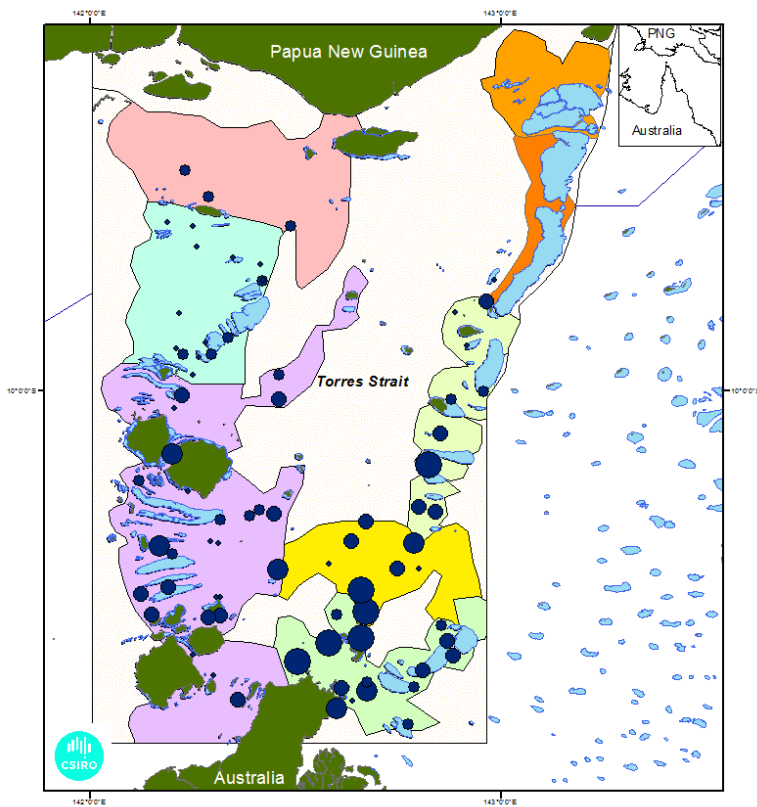 142°0'0"E
143°0'0"E
Papua New Guinea
PNG
Australia
10°0'0"S
Torres Strait
10°0'0"S
CSIRO
Australia
142°0'0"E
143°0'0"E